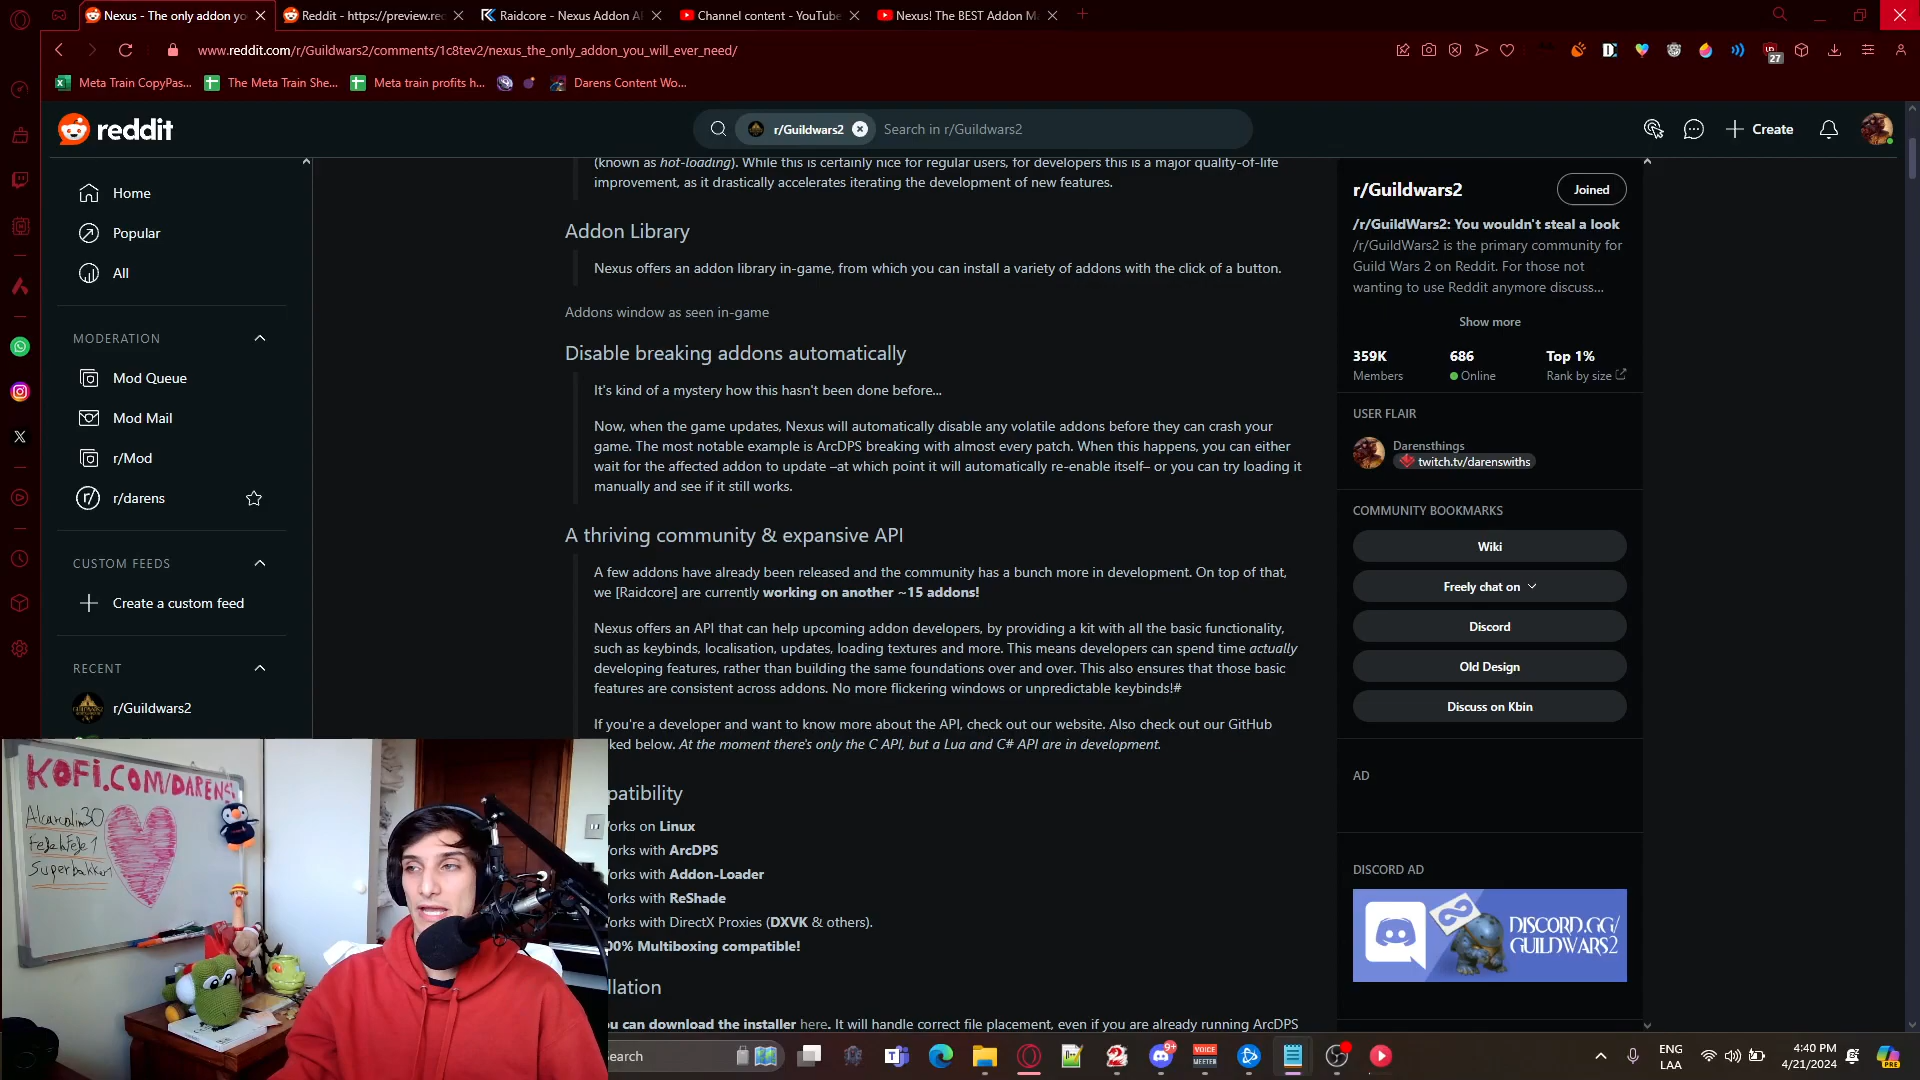 Nexus - The only addon yo
Reddit - https://preview.re
Raidcore - Nexus Addon A
Channel content - YouTube
Nexus! The BEST Addon M
www.reddit.com/r/Guildwars2/comments/1c8tev2/nexus_the_only_addon_you_will_ever_need/
27
Meta Train CopyPas...
The Meta Train She...
Meta train profits h...
Darens Content Wo...
reddit
r/Guildwars2
Search in r/Guildwars2
Create
Home
Popular
All
MODERATION
Mod Queue
Mod Mail
r/Mod
r/darens
CUSTOM FEEDS
Create a custom feed
RECENT
r/Guildwars2
(known as hot-loading). While this is certainly nice for regular users, for developers this is a major quality-of-life
improvement, as it drastically accelerates iterating the development of new features.
Addon Library
Nexus offers an addon library in-game, from which you can install a variety of addons with the click of a button.
Addons window as seen in-game
Disable breaking addons automatically
It's kind of a mystery how this hasn't been done before...
Now, when the game updates, Nexus will automatically disable any volatile addons before they can crash your
game. The most notable example is ArcDPS breaking with almost every patch. When this happens, you can either
wait for the affected addon to update –at which point it will automatically re-enable itself– or you can try loading it
manually and see if it still works.
A thriving community & expansive API
A few addons have already been released and the community has a bunch more in development. On top of that,
we [Raidcore] are currently working on another ~15 addons!
Nexus offers an API that can help upcoming addon developers, by providing a kit with all the basic functionality,
such as keybinds, localisation, updates, loading textures and more. This means developers can spend time actually
developing features, rather than building the same foundations over and over. This also ensures that those basic
features are consistent across addons. No more flickering windows or unpredictable keybinds!#
If you're a developer and want to know more about the API, check out our website. Also check out our GitHub
ked below. At the moment there's only the C API, but a Lua and C# API are in development.
patibility
orks on Linux
orks with ArcDPS
orks with Addon-Loader
orks with ReShade
orks with DirectX Proxies (DXVK & others).
00% Multiboxing compatible!
llation
ou can download the installer here. It will handle correct file placement, even if you are already running ArcDPS
r/Guildwars2
Joined
/r/GuildWars2: You wouldn't steal a look
/r/GuildWars2 is the primary community for
Guild Wars 2 on Reddit. For those not
wanting to use Reddit anymore discuss...
Show more
359K
686
Top 1%
Members
Online
Rank by size
USER FLAIR
Darensthings
twitch.tv/darenswiths
COMMUNITY BOOKMARKS
Wiki
Freely chat on
Discord
Old Design
Discuss on Kbin
AD
DISCORD AD
DISCORD.GG/
GUILDWARS2
KOFI.COM/DARENS
Alcarolin30
FeJehFeJe1
Superbakker
earch
9+
VOICE
MEETER
ENG
LAA
4:40 PM
4/21/2024
PRE